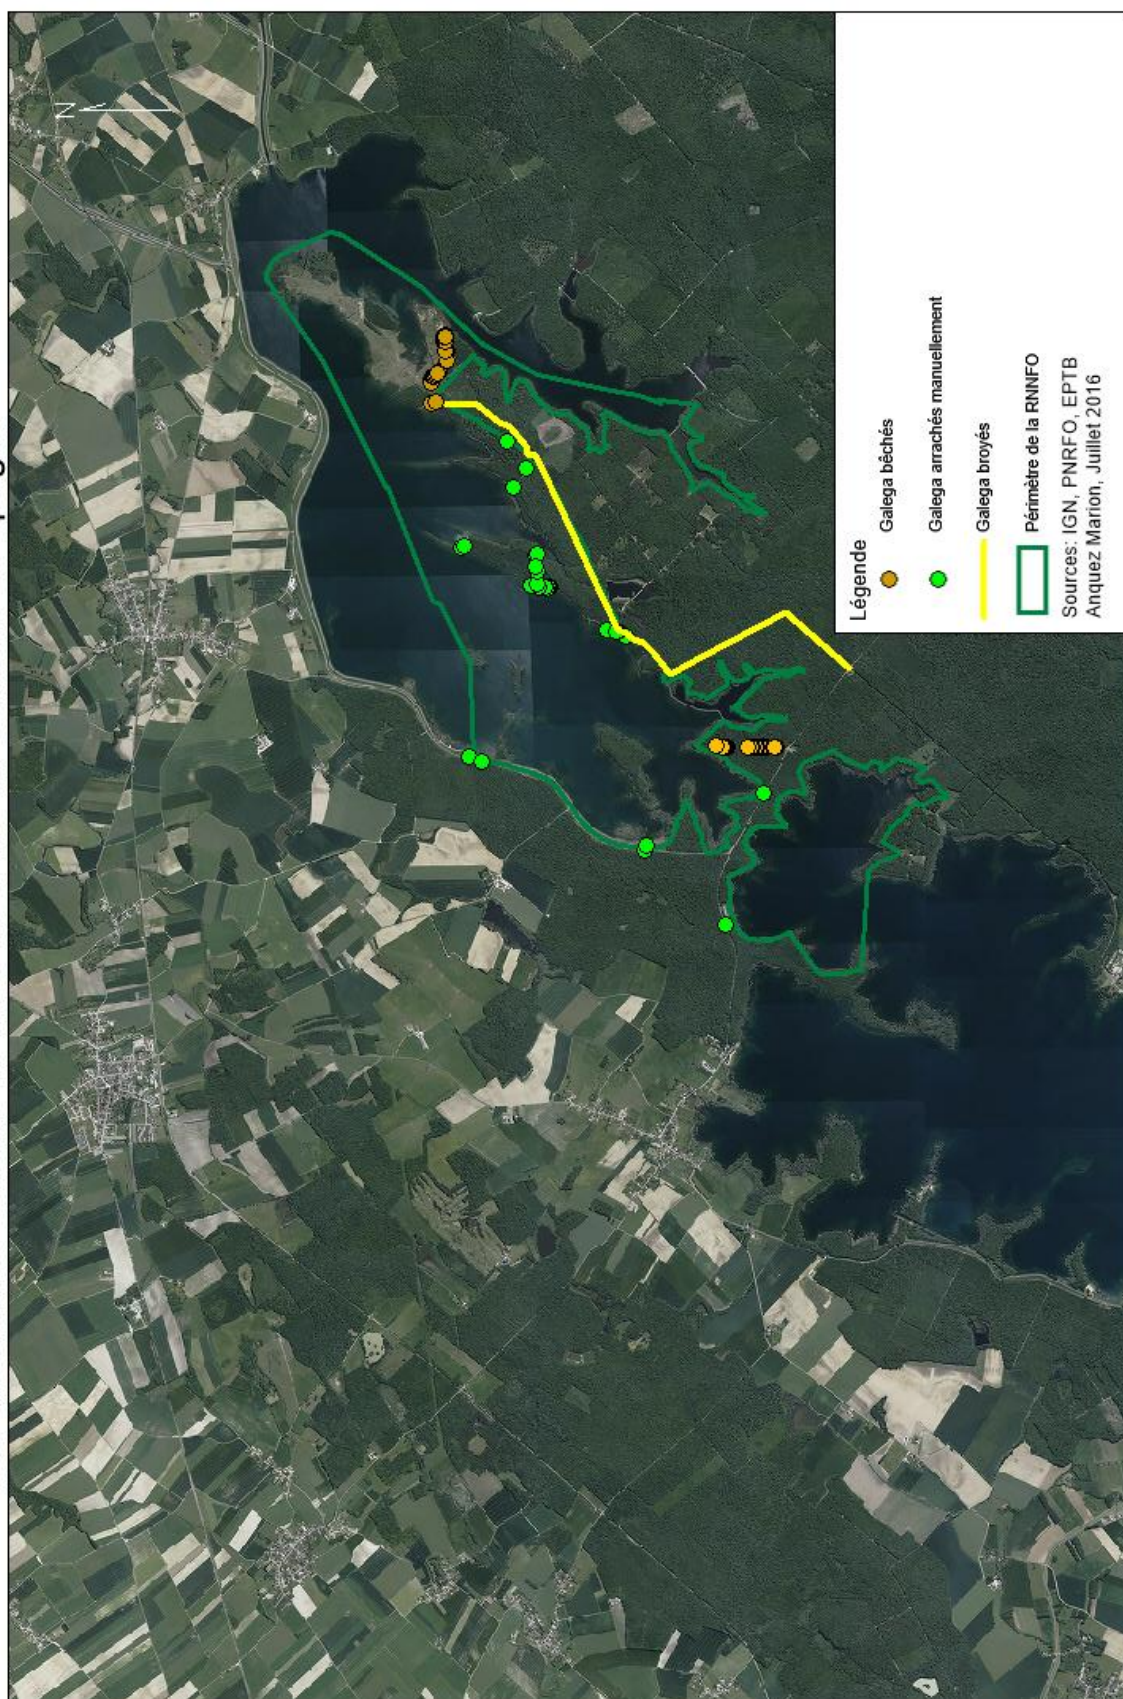 N
Légende
Galega bêchés
Galega arrachés manuellement
Galega broyés
Périmètre de la RNNFO
Sources: IGN, PNRFO, EPTB
Anquez Marion, Juillet 2016